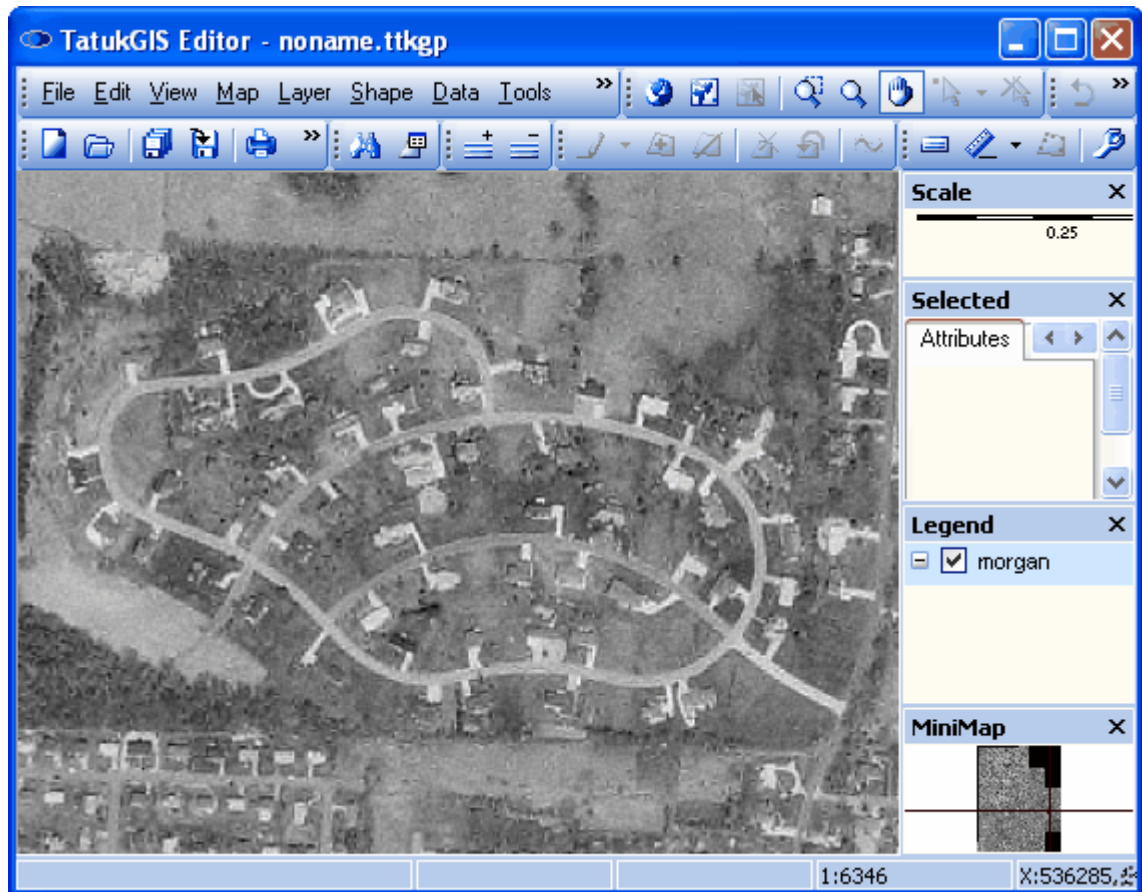 TatukGIS Editor - noname.ttkgp
File Edit View Map Layer Shape Data Tools
Scale
0.25
Selected
Attributes
Legend
morgan
MiniMap
1:6346 X:536285,